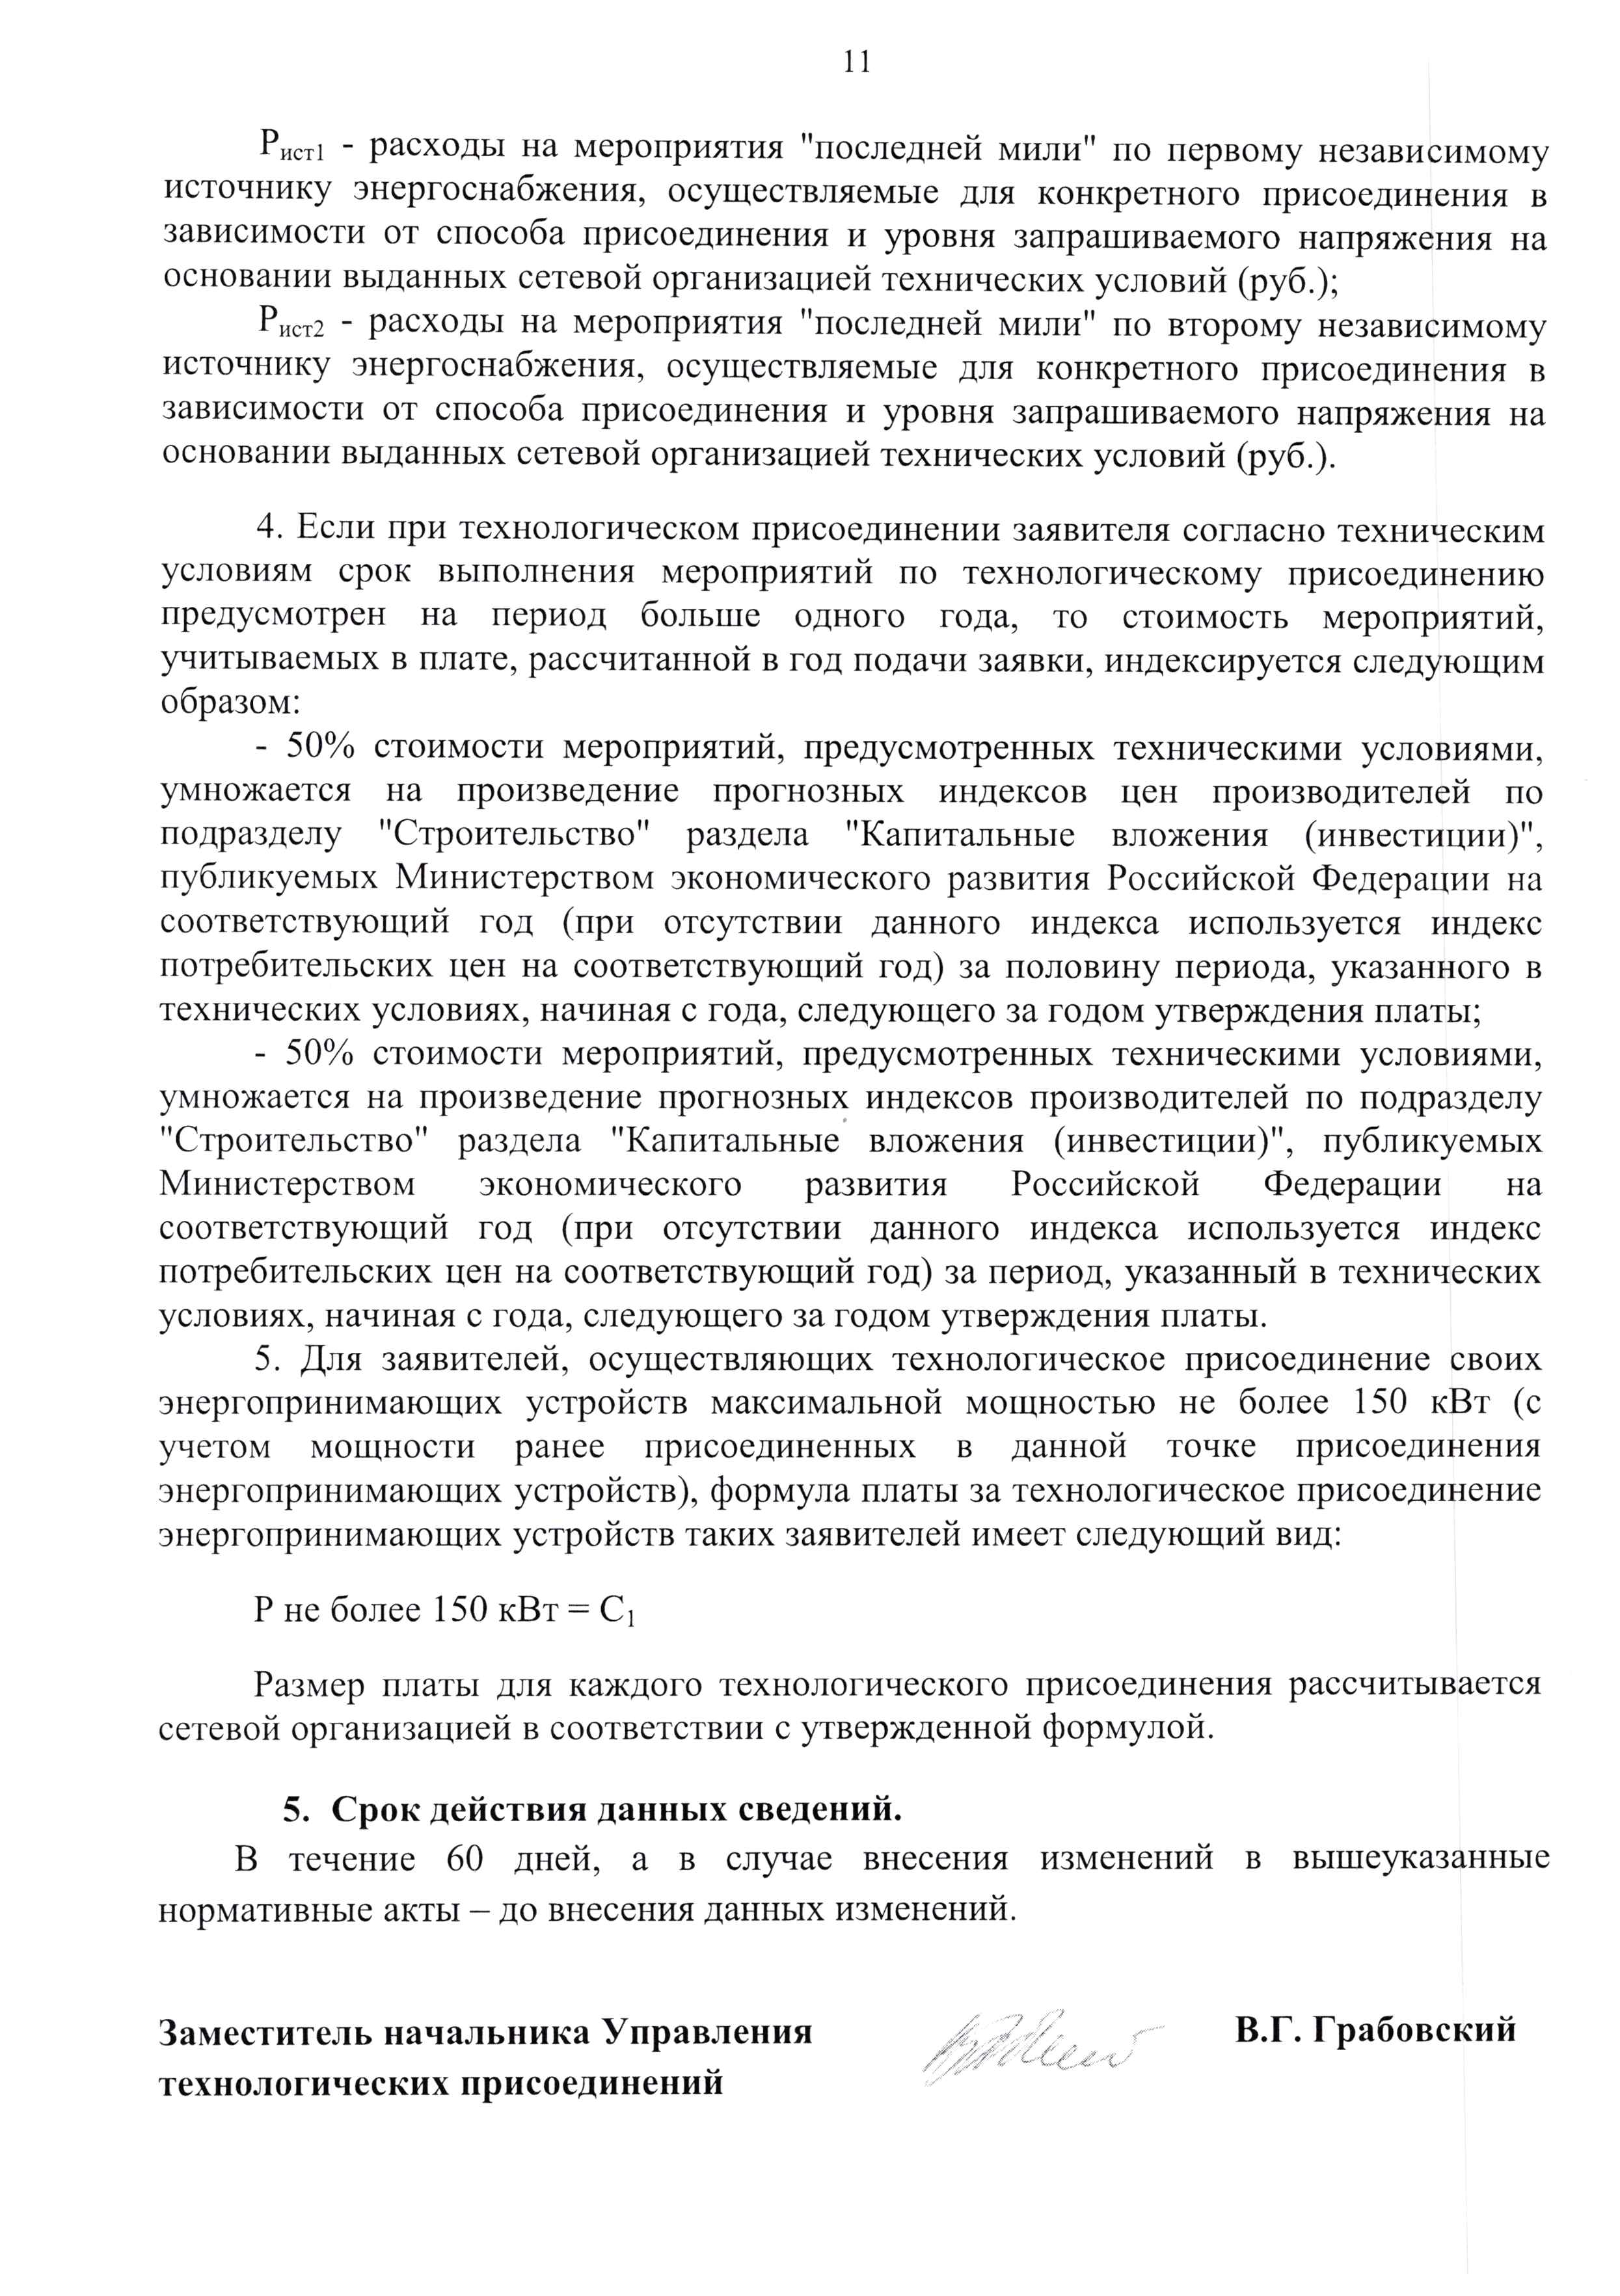 11
Рист1 - расходы на мероприятия "последней мили" по первому независимому
источнику энергоснабжения, осуществляемые для конкретного присоединения в
зависимости от способа присоединения и уровня запрашиваемого напряжения на
основании выданных сетевой организацией технических условий (руб.);
Рист2 - расходы на мероприятия "последней мили" по второму независимому
источнику энергоснабжения, осуществляемые для конкретного присоединения в
зависимости от способа присоединения и уровня запрашиваемого напряжения на
основании выданных сетевой организацией технических условий (руб.).
4. Если при технологическом присоединении заявителя согласно техническим
условиям срок выполнения мероприятий по технологическому присоединению
предусмотрен на период больше одного года, то стоимость мероприятий,
учитываемых в плате, рассчитанной в год подачи заявки, индексируется следующим
образом:
- 50% стоимости мероприятий, предусмотренных техническими условиями,
умножается на произведение прогнозных индексов цен производителей по
подразделу "Строительство" раздела "Капитальные вложения (инвестиции)",
публикуемых Министерством экономического развития Российской Федерации на
соответствующий год (при отсутствии данного индекса используется индекс
потребительских цен на соответствующий год) за половину периода, указанного в
технических условиях, начиная с года, следующего за годом утверждения платы;
- 50% стоимости мероприятий, предусмотренных техническими условиями,
умножается на произведение прогнозных индексов производителей по подразделу
"Строительство" раздела "Капитальные вложения (инвестиции)", публикуемых
Министерством экономического развития Российской Федерации на
соответствующий год (при отсутствии данного индекса используется индекс
потребительских цен на соответствующий год) за период, указанный в технических
условиях, начиная с года, следующего за годом утверждения платы.
5. Для заявителей, осуществляющих технологическое присоединение своих
энергопринимающих устройств максимальной мощностью не более 150 кВт (с
учетом мощности ранее присоединенных в данной точке присоединения
энергопринимающих устройств), формула платы за технологическое присоединение
энергопринимающих устройств таких заявителей имеет следующий вид:
Р не более 150 кВт = С1
Размер платы для каждого технологического присоединения рассчитывается
сетевой организацией в соответствии с утвержденной формулой.
5. Срок действия данных сведений.
В течение 60 дней, а в случае внесения изменений в вышеуказанные
нормативные акты – до внесения данных изменений.
Заместитель начальника Управления
технологических присоединений
В.Г. Грабовский